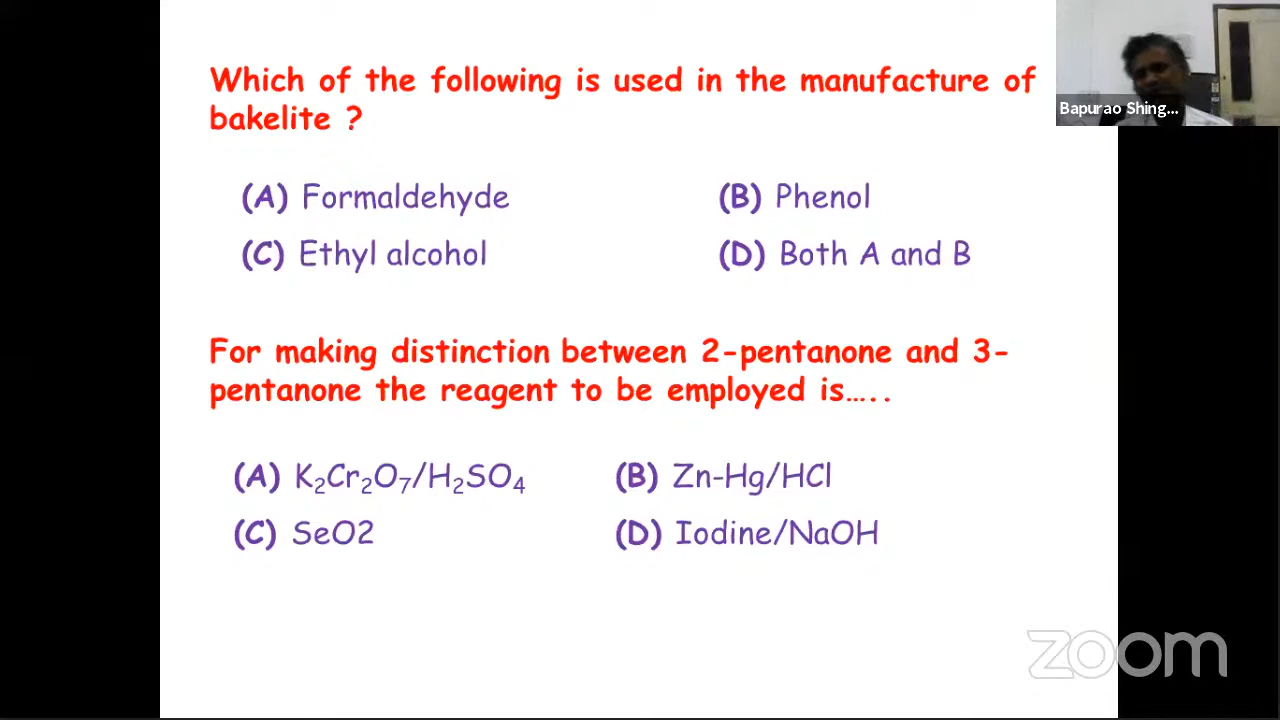 Which of the following is used in the manufacture of
bakelite ?
Bapurao Shing...
(A) Formaldehyde (B) Phenol
(C) Ethyl alcohol (D) Both A and B
For making distinction between 2-pentanone and 3-
pentanone the reagent to be employed is.....
(A) K₂Cr₂O₇/H₂SO₄ (B) Zn-Hg/HCl
(C) SeO2 (D) Iodine/NaOH
zoom